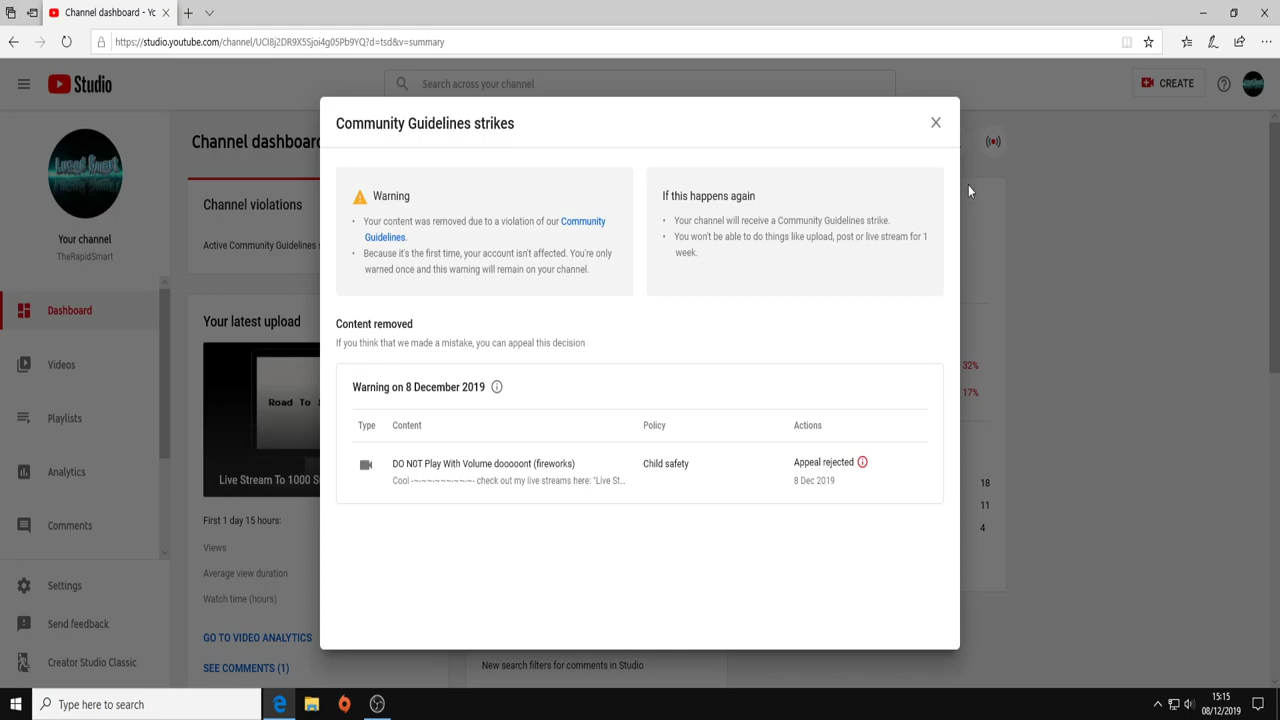 Channel dashboard - Yo
https://studio.youtube.com/channel/UCI8j2DR9X5Sjoi4g05Pb9YQ?d=tsd&v=summary
Studio
Search across your channel
CREATE
Your channel
TheRapidSmart
Dashboard
Videos
Playlists
Analytics
Comments
Settings
Send feedback
Creator Studio Classic
Channel dashboard
Channel violations
Active Community Guidelines s
Your latest upload
Road To
Live Stream To 1000 S
First 1 day 15 hours:
Views
Average view duration
Watch time (hours)
GO TO VIDEO ANALYTICS
SEE COMMENTS (1)
Community Guidelines strikes
Warning
• Your content was removed due to a violation of our Community
Guidelines.
• Because it's the first time, your account isn't affected. You're only
warned once and this warning will remain on your channel.
If this happens again
• Your channel will receive a Community Guidelines strike.
• You won't be able to do things like upload, post or live stream for 1
week.
Content removed
If you think that we made a mistake, you can appeal this decision
Warning on 8 December 2019
Type Content Policy Actions
DO N0T Play With Volume dooooont (fireworks) Child safety Appeal rejected
Cool -~-~~-~~~-~~-~- check out my live streams here: "Live St... 8 Dec 2019
32%
17%
18
11
4
New search filters for comments in Studio
Type here to search
15:15
08/12/2019